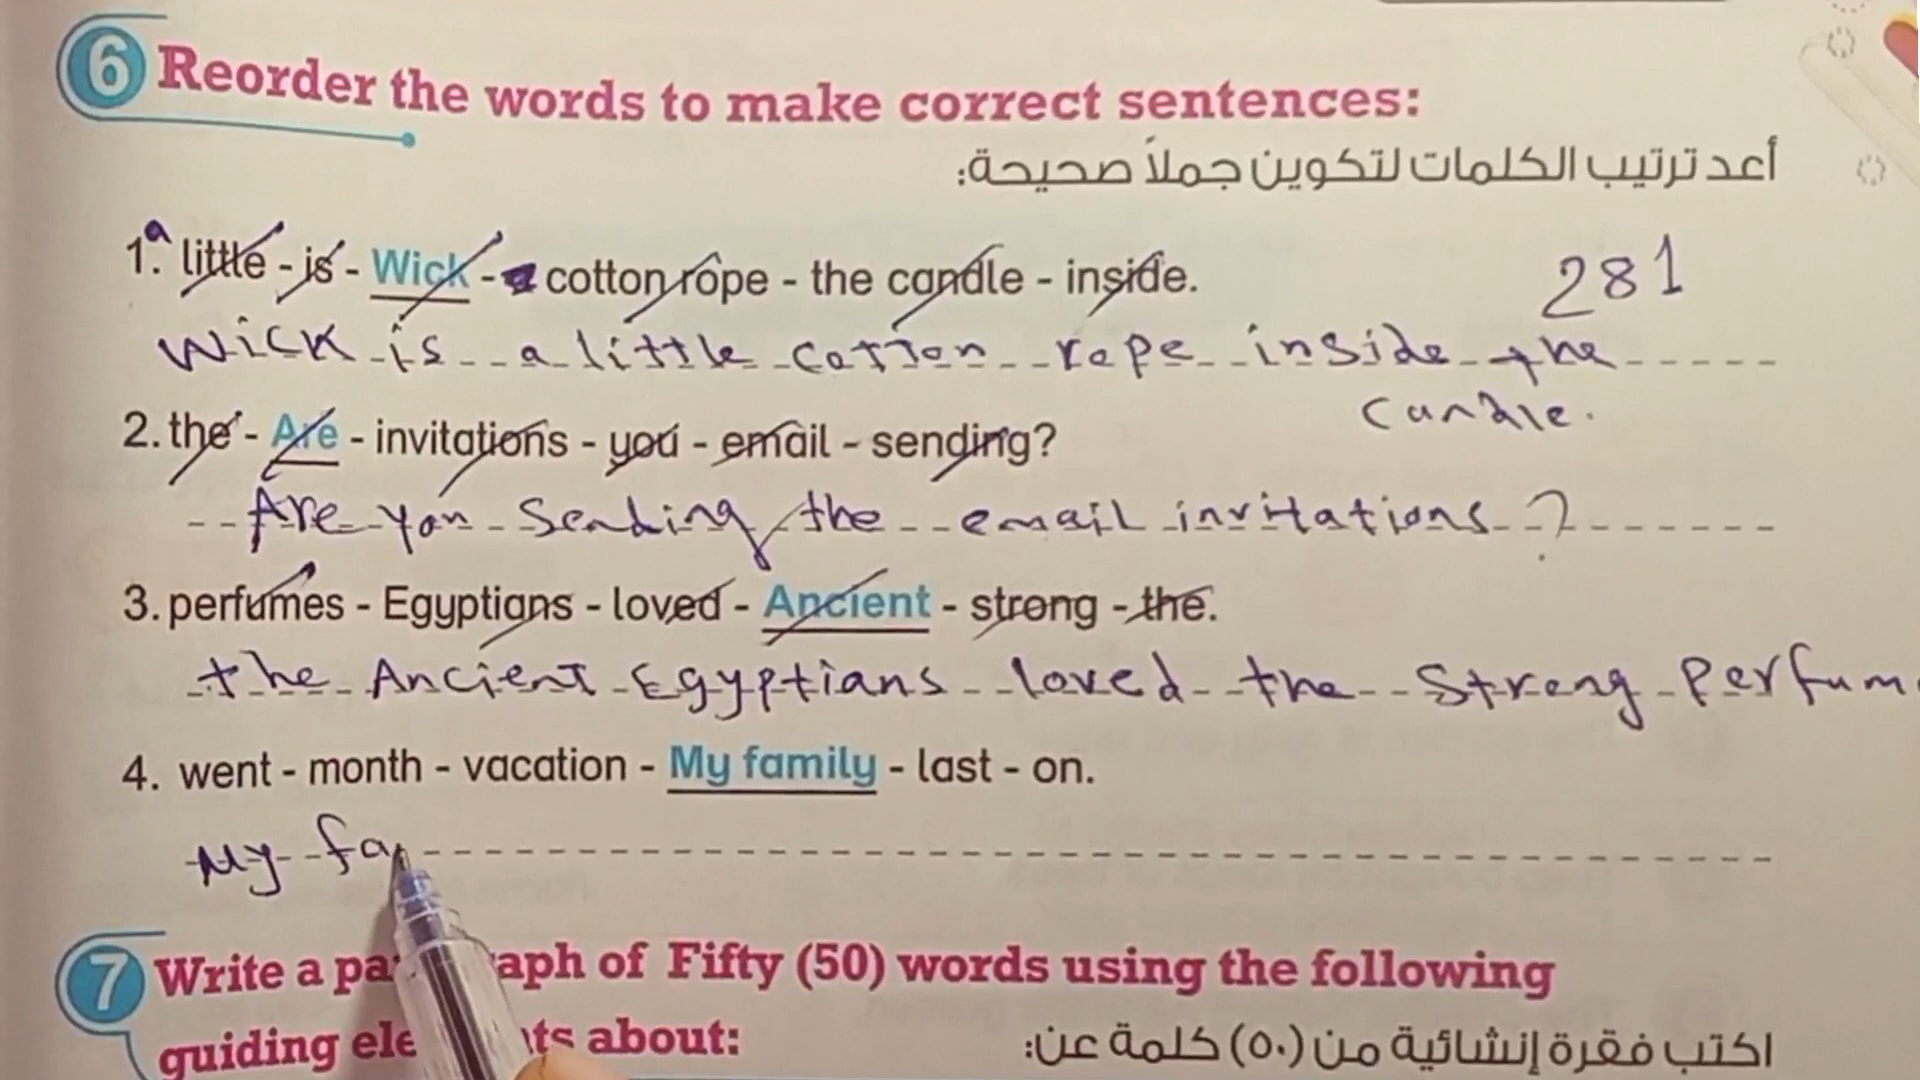 6 Reorder the words to make correct sentences:
أعد ترتيب الكلمات لتكوين جملاً صحيحة:
1. a little - is - Wick - cotton rope - the candle - inside.
281
Wick is a little cotton rope inside the
candle.
2. the - Are - invitations - you - email - sending?
Are you sending the email invitations ?
3. perfumes - Egyptians - loved - Ancient - strong - the.
the Ancient Egyptians loved the strong perfum
4. went - month - vacation - My family - last - on.
My fa
7 Write a pa aph of Fifty (50) words using the following
guiding ele ts about:
اكتب فقرة إنشائية من (٥٠) كلمة عن: